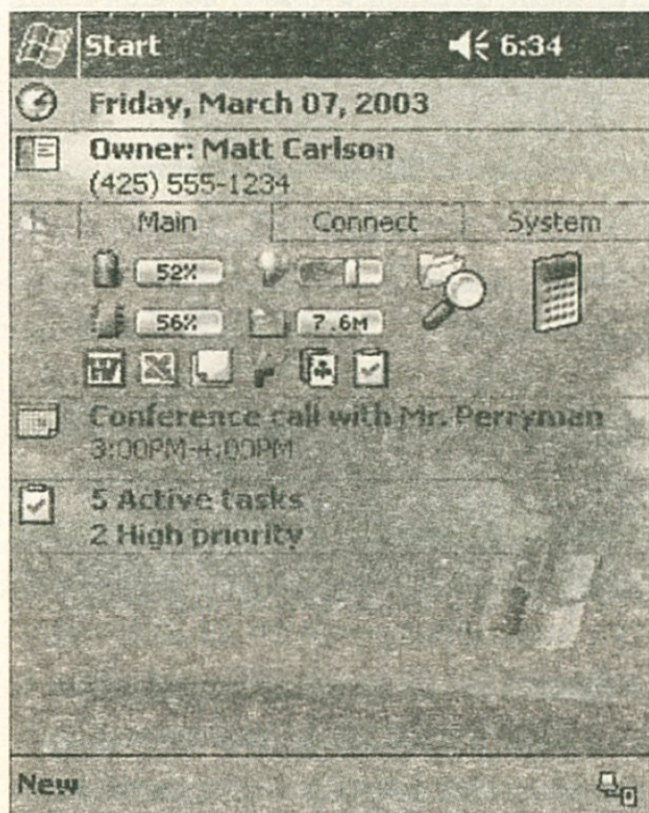 Start 6:34
Friday, March 07, 2003
Owner: Matt Carlson
(425) 555-1234
Main Connect System
52%
56% 7.6M
Conference call with Mr. Perryman
3:00PM-4:00PM
5 Active tasks
2 High priority
New